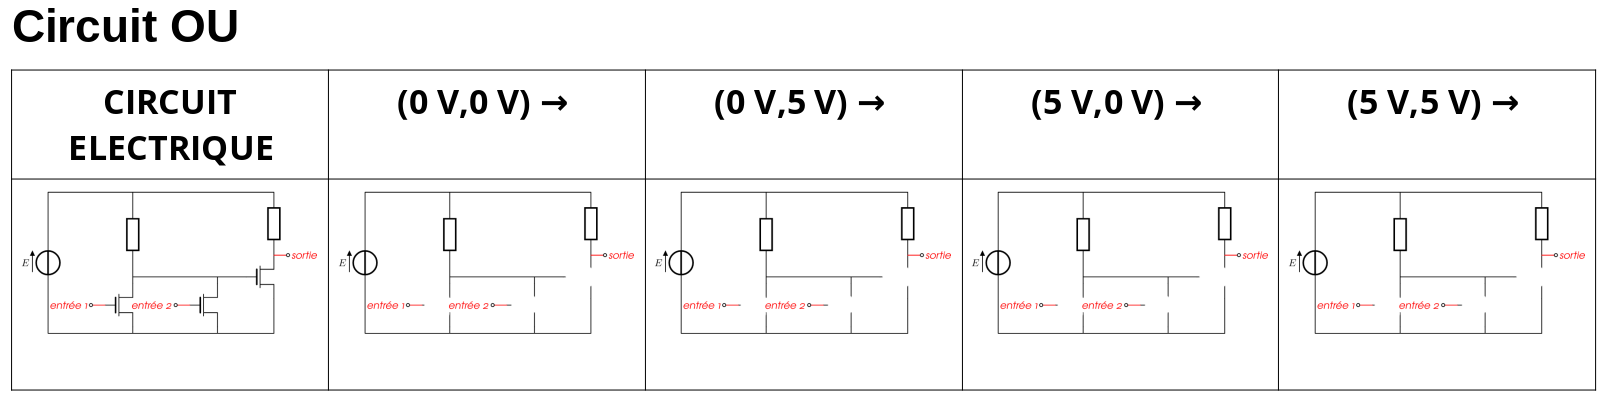 Circuit OU
CIRCUIT
ELECTRIQUE
(0 V,0 V) →
(0 V,5 V) →
(5 V,0 V) →
(5 V,5 V) →
E
sortie
entrée 1
entrée 2
E
sortie
entrée 1
entrée 2
E
sortie
entrée 1
entrée 2
E
sortie
entrée 1
entrée 2
E
sortie
entrée 1
entrée 2